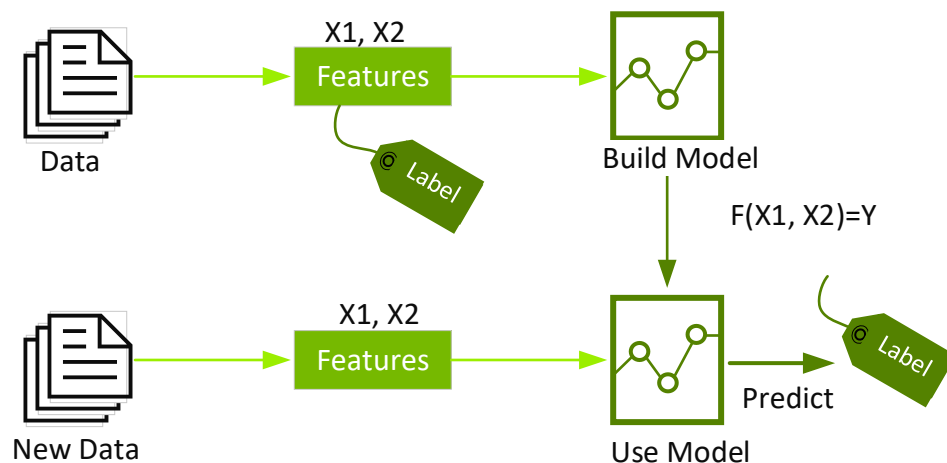 X1, X2
Features
Data
Label
Build Model
F(X1, X2)=Y
X1, X2
Features
Label
Predict
New Data
Use Model